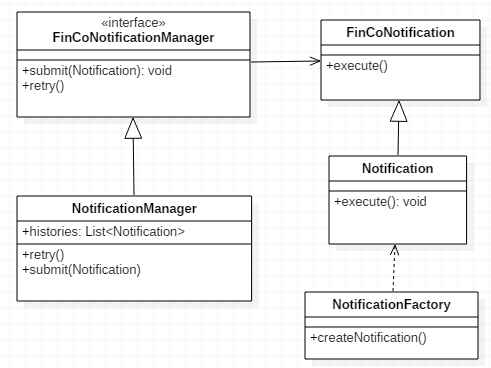 «interface»
FinCoNotificationManager
+submit(Notification): void
+retry()
FinCoNotification
+execute()
NotificationManager
+histories: List<Notification>
+retry()
+submit(Notification)
Notification
+execute(): void
NotificationFactory
+createNotification()